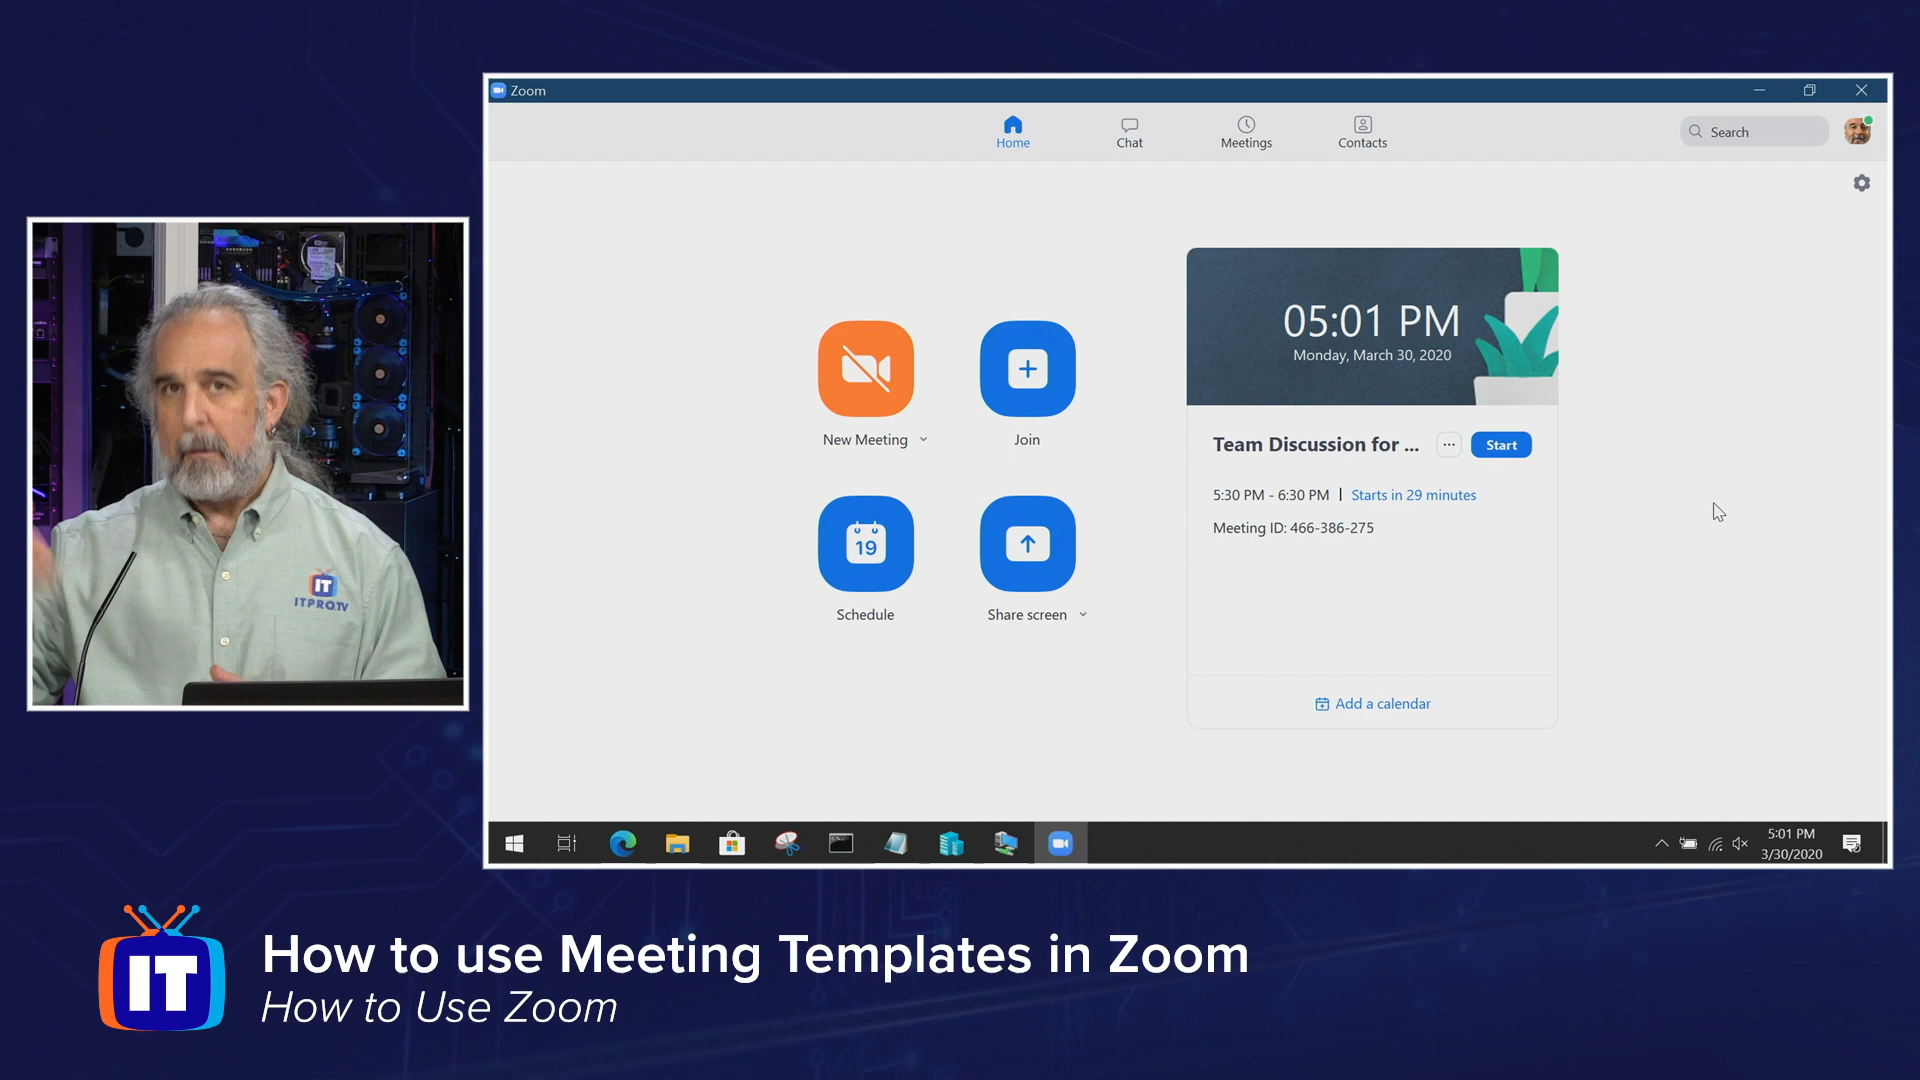 Zoom
Home
Chat
Meetings
Contacts
Search
05:01 PM
Monday, March 30, 2020
New Meeting
Join
Team Discussion for ...
Start
5:30 PM - 6:30 PM | Starts in 29 minutes
Meeting ID: 466-386-275
19
Schedule
Share screen
Add a calendar
IT
ITPRO.TV
5:01 PM
3/30/2020
IT
How to use Meeting Templates in Zoom
How to Use Zoom